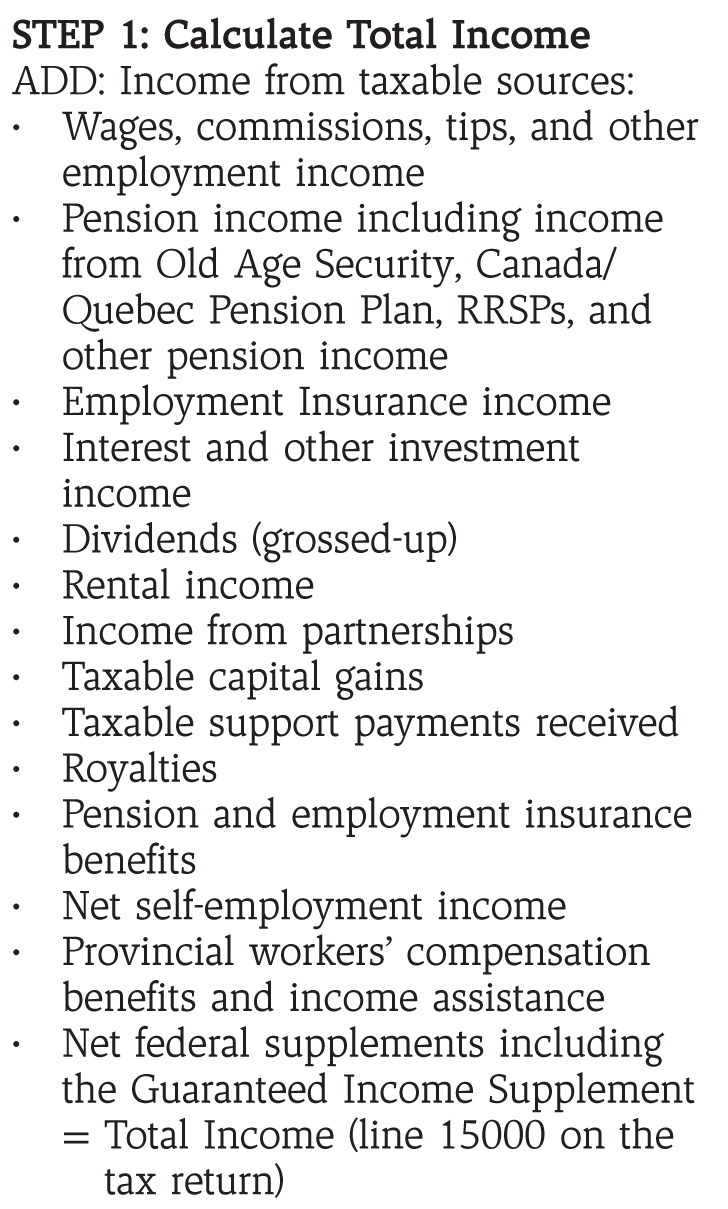 STEP 1: Calculate Total Income
ADD: Income from taxable sources:
· Wages, commissions, tips, and other
employment income
· Pension income including income
from Old Age Security, Canada/
Quebec Pension Plan, RRSPs, and
other pension income
· Employment Insurance income
· Interest and other investment
income
· Dividends (grossed-up)
· Rental income
· Income from partnerships
· Taxable capital gains
· Taxable support payments received
· Royalties
· Pension and employment insurance
benefits
· Net self-employment income
· Provincial workers’ compensation
benefits and income assistance
· Net federal supplements including
the Guaranteed Income Supplement
= Total Income (line 15000 on the
tax return)